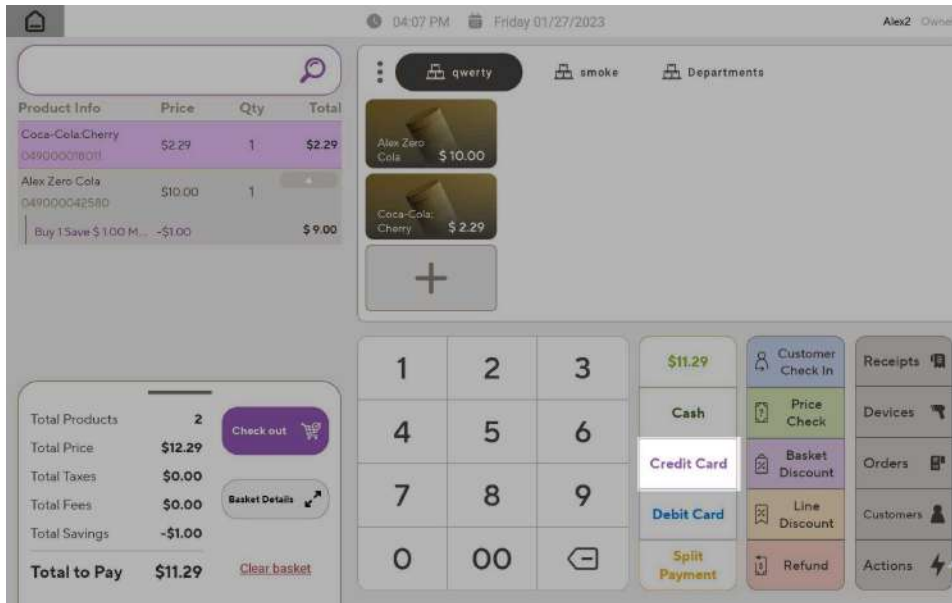 04:07 PM Friday 01/27/2023 Alex2 Owne
Product Info Price Qty Total
Coca-Cola:Cherry
049000018011
$2.29 1 $2.29
Alex Zero Cola
049000042580
$10.00 1
Buy 1 Save $1.00 M... -$1.00 $9.00
qwerty smoke Departments
Alex Zero
Cola $10.00
Coca-Cola:
Cherry $2.29
+
Total Products 2
Total Price $12.29
Total Taxes $0.00
Total Fees $0.00
Total Savings -$1.00
Total to Pay $11.29
Check out
Basket Details
Clear basket
1 2 3
4 5 6
7 8 9
0 00
$11.29
Cash
Credit Card
Debit Card
Split
Payment
Customer
Check In
Price
Check
Basket
Discount
Line
Discount
Refund
Receipts
Devices
Orders
Customers
Actions